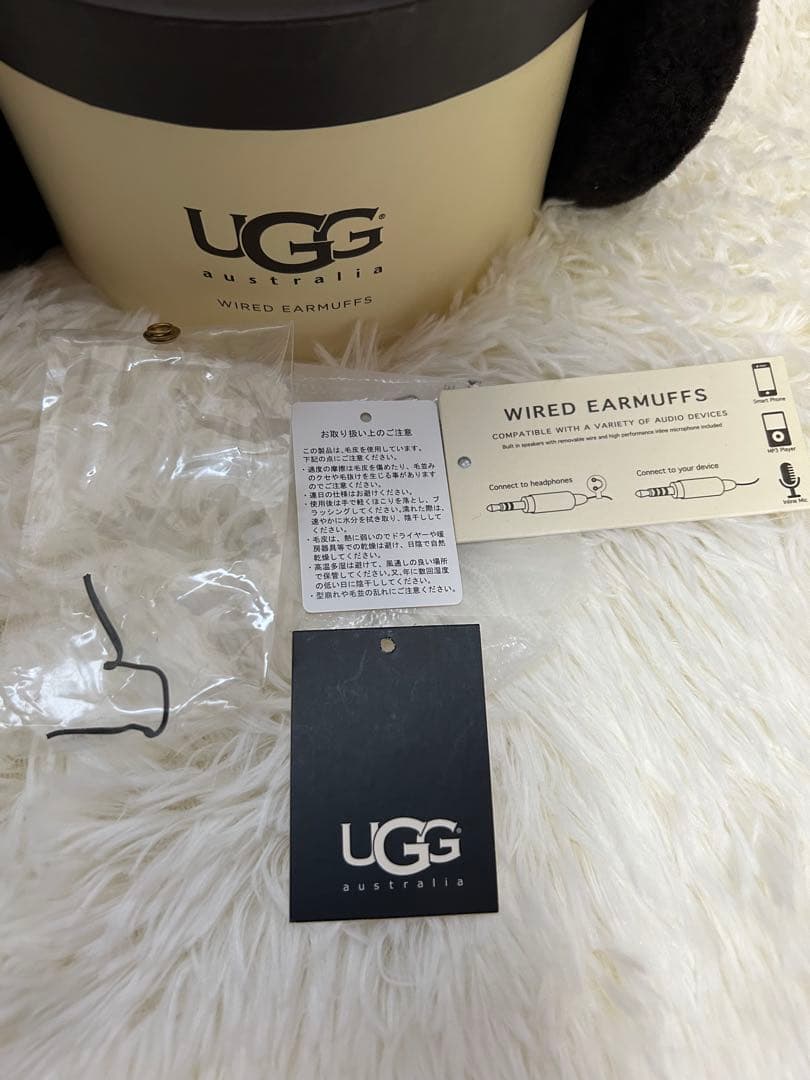 UGG®
australia
WIRED EARMUFFS
お取り扱い上のご注意
この製品は、毛皮を使用しています。
下記の点にご注意ください。
・過度の摩擦は毛皮を傷めたり、毛並み
のクセや毛抜けを生じる事があります
のでご注意ください。
・連日の仕様はお避けください。
・使用後は手で軽くほこりを落とし、ブ
ラッシングしてください。濡れた際は、
速やかに水分を拭き取り、陰干しして
ください。
・毛皮は、熱に弱いのでドライヤーや暖
房器具等での乾燥は避け、日陰で自然
乾燥してください。
・高温多湿は避けて、風通しの良い場所
で保管してください。又、年に数回湿度
の低い日に陰干ししてください。
・型崩れや毛並の乱れにご注意ください。
WIRED EARMUFFS
COMPATIBLE WITH A VARIETY OF AUDIO DEVICES
Built in speakers with removable wire and high performance inline microphone included
Connect to headphones
Connect to your device
Smart Phone
MP3 Player
Inline Mic
UGG®
australia